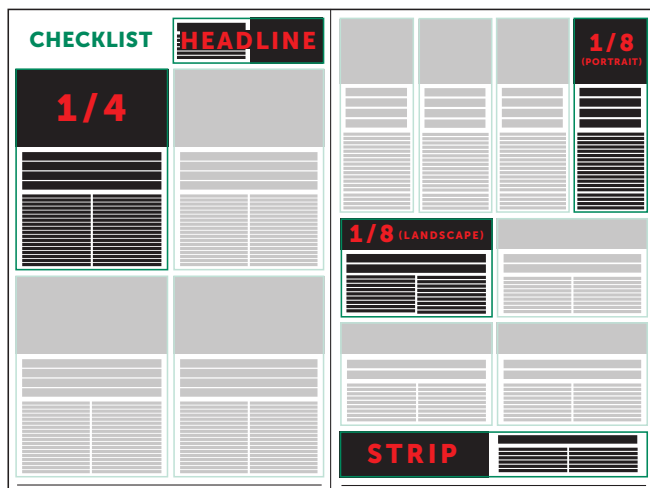 CHECKLIST
HEADLINE
1/4
1/8
(PORTRAIT)
1/8 (LANDSCAPE)
STRIP